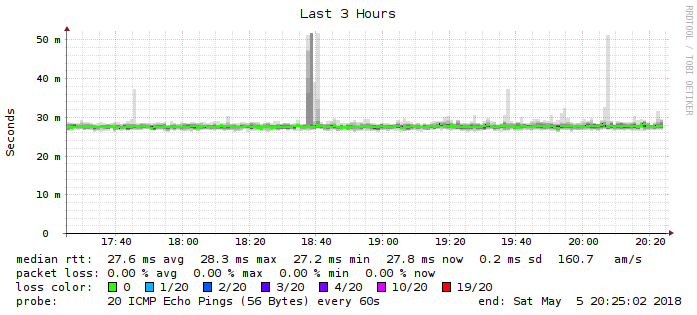 Last 3 Hours
RRDTOOL / TOBI OETIKER
Seconds
50 m
40 m
30 m
20 m
10 m
0
17:40 18:00 18:20 18:40 19:00 19:20 19:40 20:00 20:20
median rtt: 27.6 ms avg 28.3 ms max 27.2 ms min 27.8 ms now 0.2 ms sd 160.7 am/s
packet loss: 0.00 % avg 0.00 % max 0.00 % min 0.00 % now
loss color: 0 1/20 2/20 3/20 4/20 10/20 19/20
probe: 20 ICMP Echo Pings (56 Bytes) every 60s end: Sat May 5 20:25:02 2018